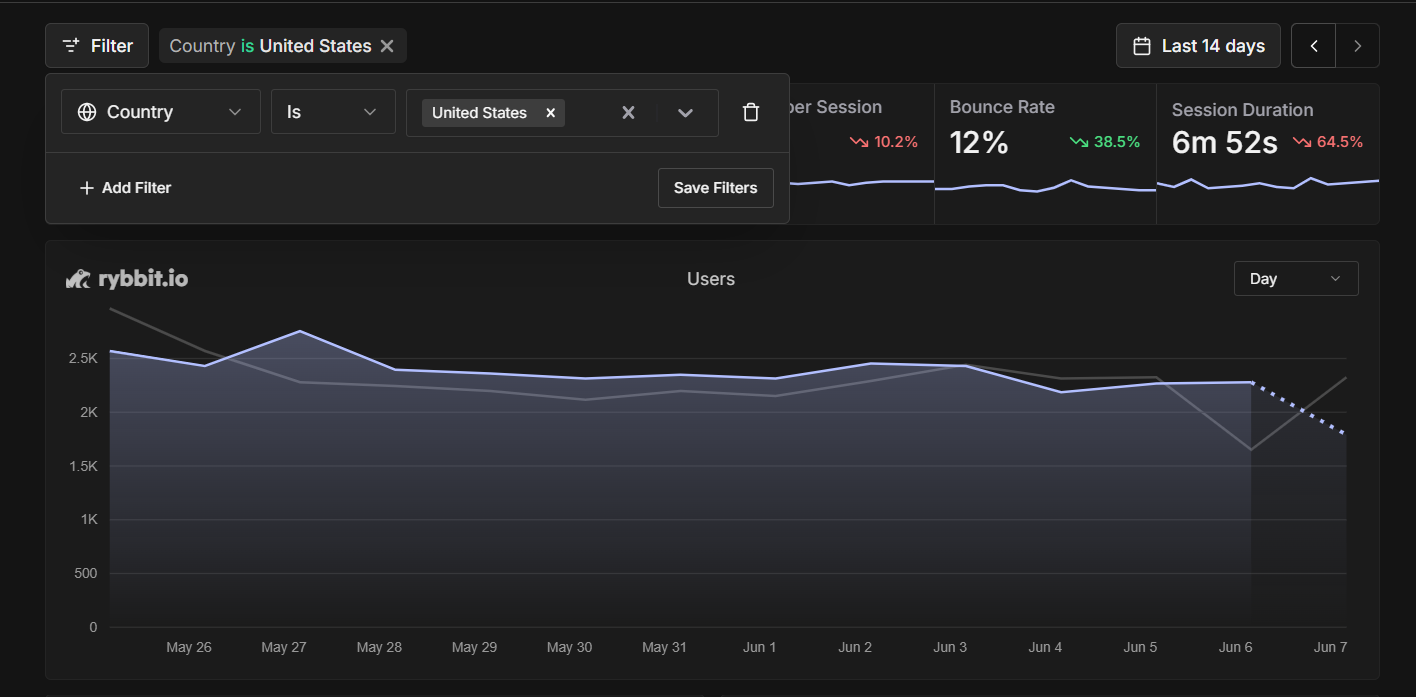 Filter
Country is United States
Last 14 days
Country
Is
United States
Add Filter
Save Filters
per Session
10.2%
Bounce Rate
12%
38.5%
Session Duration
6m 52s
64.5%
rybbit.io
Users
Day
2.5K
2K
1.5K
1K
500
0
May 26
May 27
May 28
May 29
May 30
May 31
Jun 1
Jun 2
Jun 3
Jun 4
Jun 5
Jun 6
Jun 7